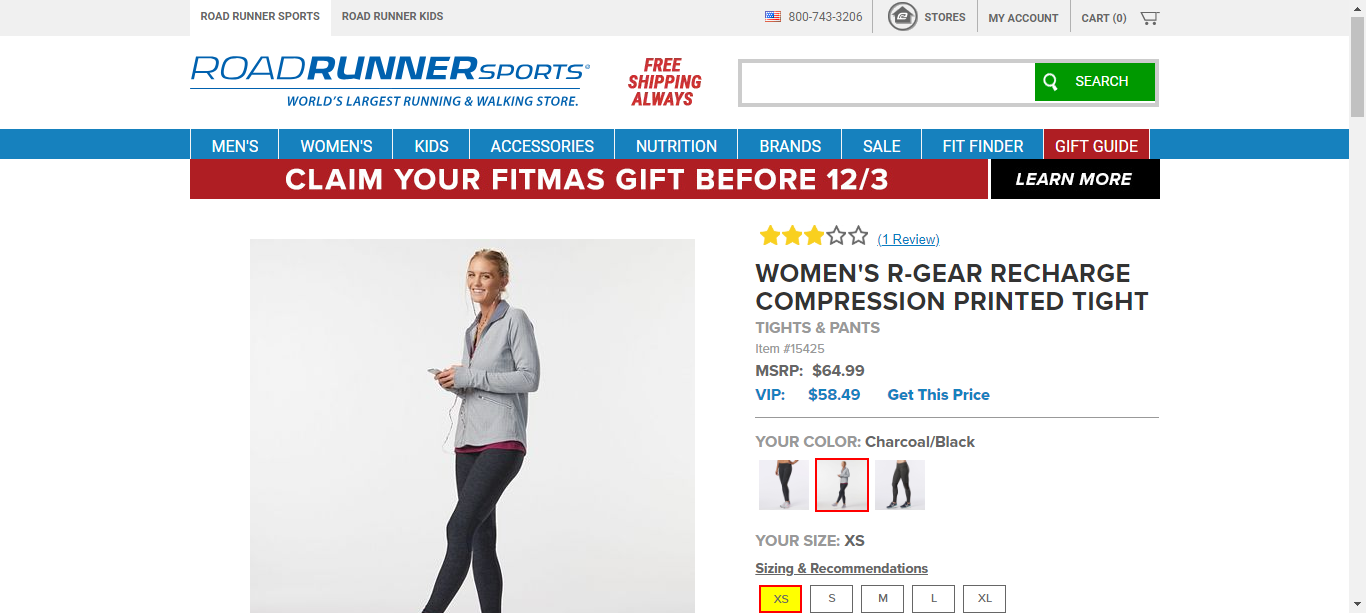 ROAD RUNNER SPORTS
ROAD RUNNER KIDS
800-743-3206
STORES
MY ACCOUNT
CART (0)
ROADRUNNERSPORTS®
WORLD'S LARGEST RUNNING & WALKING STORE.
FREE
SHIPPING
ALWAYS
SEARCH
MEN'S
WOMEN'S
KIDS
ACCESSORIES
NUTRITION
BRANDS
SALE
FIT FINDER
GIFT GUIDE
CLAIM YOUR FITMAS GIFT BEFORE 12/3
LEARN MORE
(1 Review)
WOMEN'S R-GEAR RECHARGE
COMPRESSION PRINTED TIGHT
TIGHTS & PANTS
Item #15425
MSRP: $64.99
VIP: $58.49 Get This Price
YOUR COLOR: Charcoal/Black
YOUR SIZE: XS
Sizing & Recommendations
XS
S
M
L
XL